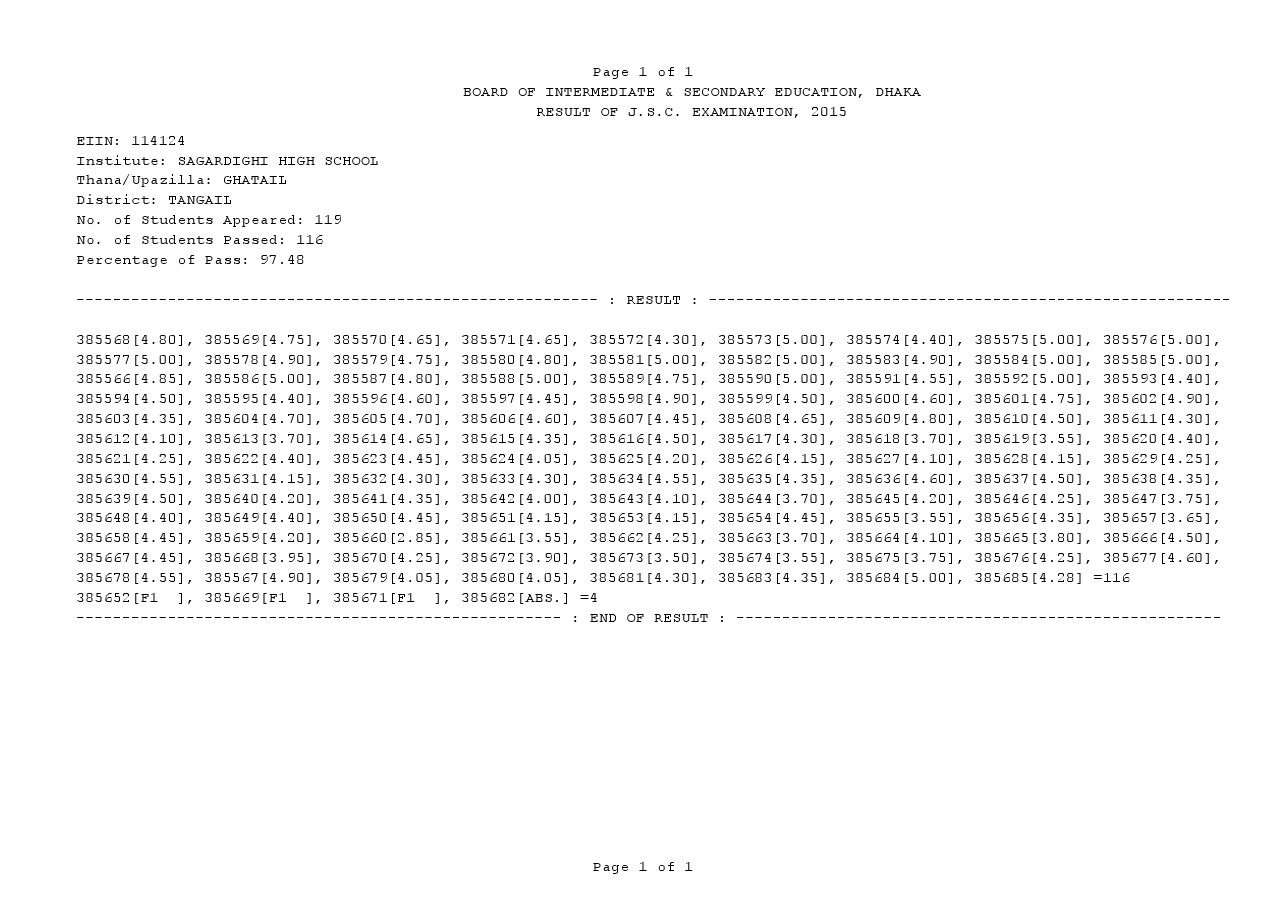 Page 1 of 1
BOARD OF INTERMEDIATE & SECONDARY EDUCATION, DHAKA
RESULT OF J.S.C. EXAMINATION, 2015
EIIN: 114124
Institute: SAGARDIGHI HIGH SCHOOL
Thana/Upazilla: GHATAIL
District: TANGAIL
No. of Students Appeared: 119
No. of Students Passed: 116
Percentage of Pass: 97.48
--------------------------------------------------------- : RESULT : ---------------------------------------------------------
385568[4.80], 385569[4.75], 385570[4.65], 385571[4.65], 385572[4.30], 385573[5.00], 385574[4.40], 385575[5.00], 385576[5.00],
385577[5.00], 385578[4.90], 385579[4.75], 385580[4.80], 385581[5.00], 385582[5.00], 385583[4.90], 385584[5.00], 385585[5.00],
385566[4.85], 385586[5.00], 385587[4.80], 385588[5.00], 385589[4.75], 385590[5.00], 385591[4.55], 385592[5.00], 385593[4.40],
385594[4.50], 385595[4.40], 385596[4.60], 385597[4.45], 385598[4.90], 385599[4.50], 385600[4.60], 385601[4.75], 385602[4.90],
385603[4.35], 385604[4.70], 385605[4.70], 385606[4.60], 385607[4.45], 385608[4.65], 385609[4.80], 385610[4.50], 385611[4.30],
385612[4.10], 385613[3.70], 385614[4.65], 385615[4.35], 385616[4.50], 385617[4.30], 385618[3.70], 385619[3.55], 385620[4.40],
385621[4.25], 385622[4.40], 385623[4.45], 385624[4.05], 385625[4.20], 385626[4.15], 385627[4.10], 385628[4.15], 385629[4.25],
385630[4.55], 385631[4.15], 385632[4.30], 385633[4.30], 385634[4.55], 385635[4.35], 385636[4.60], 385637[4.50], 385638[4.35],
385639[4.50], 385640[4.20], 385641[4.35], 385642[4.00], 385643[4.10], 385644[3.70], 385645[4.20], 385646[4.25], 385647[3.75],
385648[4.40], 385649[4.40], 385650[4.45], 385651[4.15], 385653[4.15], 385654[4.45], 385655[3.55], 385656[4.35], 385657[3.65],
385658[4.45], 385659[4.20], 385660[2.85], 385661[3.55], 385662[4.25], 385663[3.70], 385664[4.10], 385665[3.80], 385666[4.50],
385667[4.45], 385668[3.95], 385670[4.25], 385672[3.90], 385673[3.50], 385674[3.55], 385675[3.75], 385676[4.25], 385677[4.60],
385678[4.55], 385567[4.90], 385679[4.05], 385680[4.05], 385681[4.30], 385683[4.35], 385684[5.00], 385685[4.28] =116
385652[F1  ], 385669[F1  ], 385671[F1  ], 385682[ABS.] =4
----------------------------------------------------- : END OF RESULT : -----------------------------------------------------
Page 1 of 1